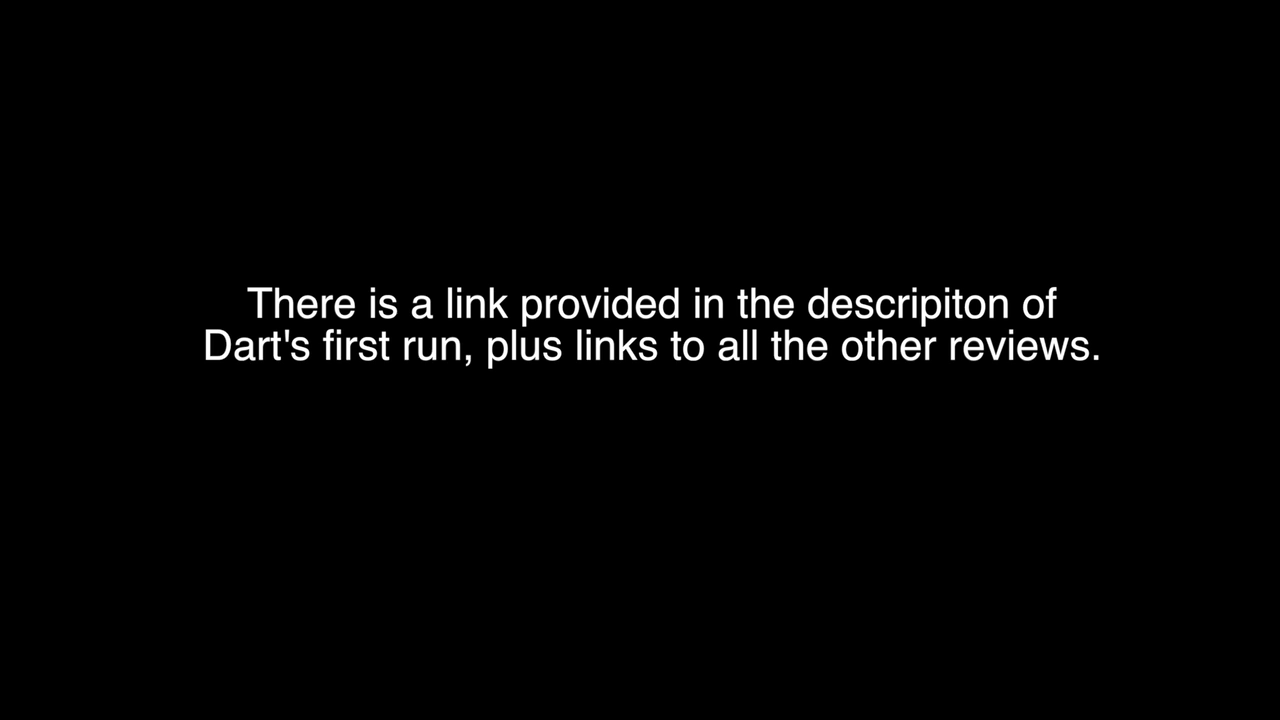 There is a link provided in the descripiton of
Dart's first run, plus links to all the other reviews.